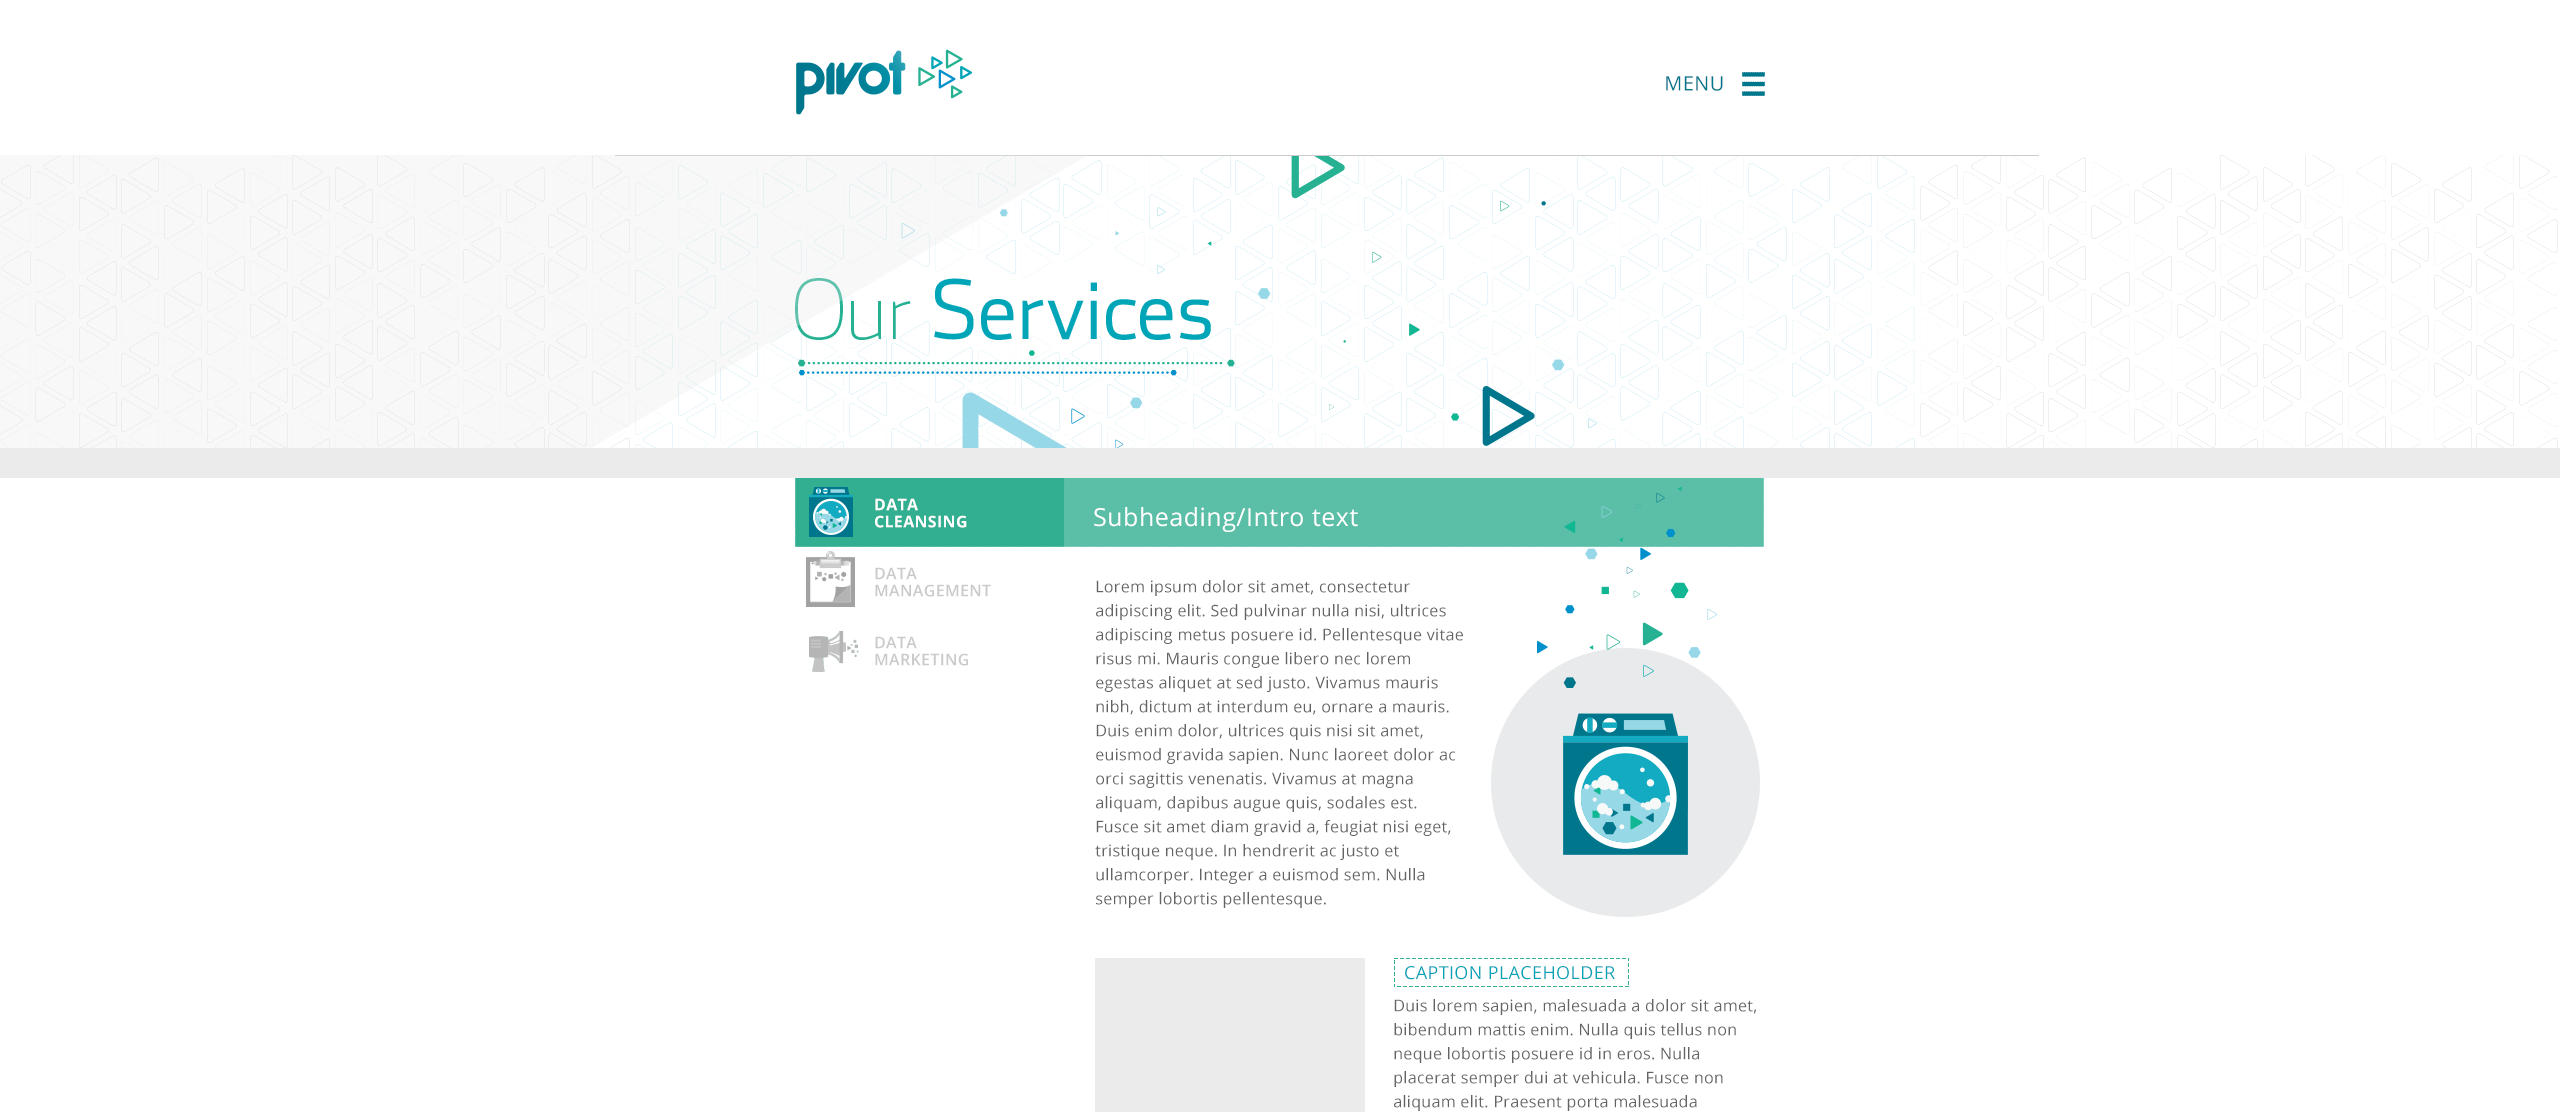 pivot
MENU
Our Services
DATA
CLEANSING
Subheading/Intro text
DATA
MANAGEMENT
DATA
MARKETING
Lorem ipsum dolor sit amet, consectetur
adipiscing elit. Sed pulvinar nulla nisi, ultrices
adipiscing metus posuere id. Pellentesque vitae
risus mi. Mauris congue libero nec lorem
egestas aliquet at sed justo. Vivamus mauris
nibh, dictum at interdum eu, ornare a mauris.
Duis enim dolor, ultrices quis nisi sit amet,
euismod gravida sapien. Nunc laoreet dolor ac
orci sagittis venenatis. Vivamus at magna
aliquam, dapibus augue quis, sodales est.
Fusce sit amet diam gravid a, feugiat nisi eget,
tristique neque. In hendrerit ac justo et
ullamcorper. Integer a euismod sem. Nulla
semper lobortis pellentesque.
CAPTION PLACEHOLDER
Duis lorem sapien, malesuada a dolor sit amet,
bibendum mattis enim. Nulla quis tellus non
neque lobortis posuere id in eros. Nulla
placerat semper dui at vehicula. Fusce non
aliquam elit. Praesent porta malesuada